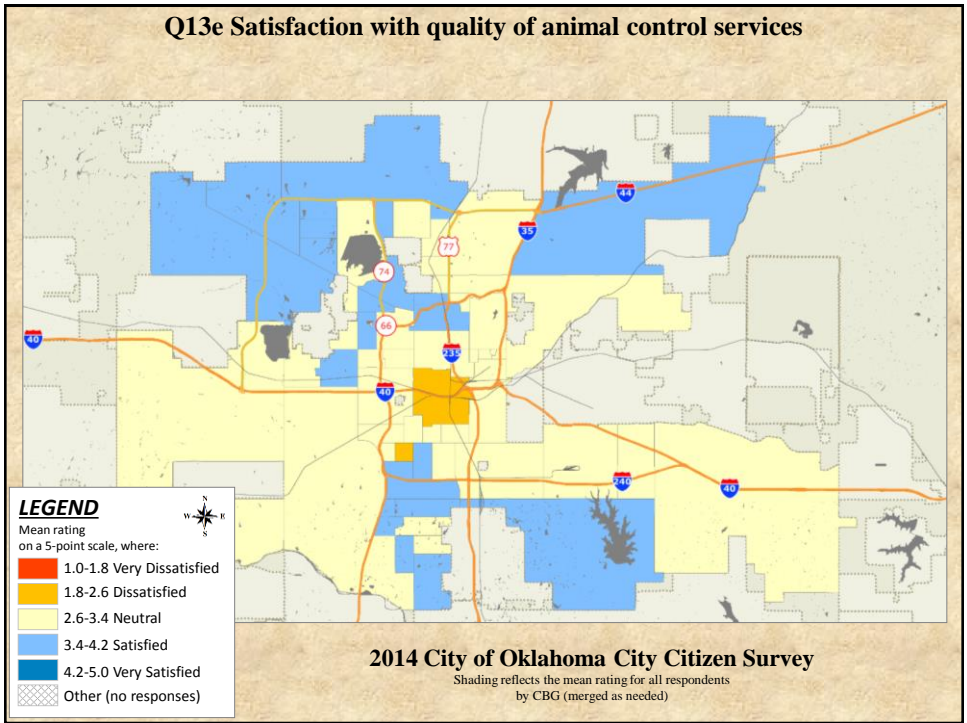 Q13e Satisfaction with quality of animal control services
44
35
77
74
66
40
235
40
240
40
LEGEND
Mean rating
on a 5-point scale, where:
N
W E
S
1.0-1.8 Very Dissatisfied
1.8-2.6 Dissatisfied
2.6-3.4 Neutral
3.4-4.2 Satisfied
4.2-5.0 Very Satisfied
Other (no responses)
2014 City of Oklahoma City Citizen Survey
Shading reflects the mean rating for all respondents
by CBG (merged as needed)